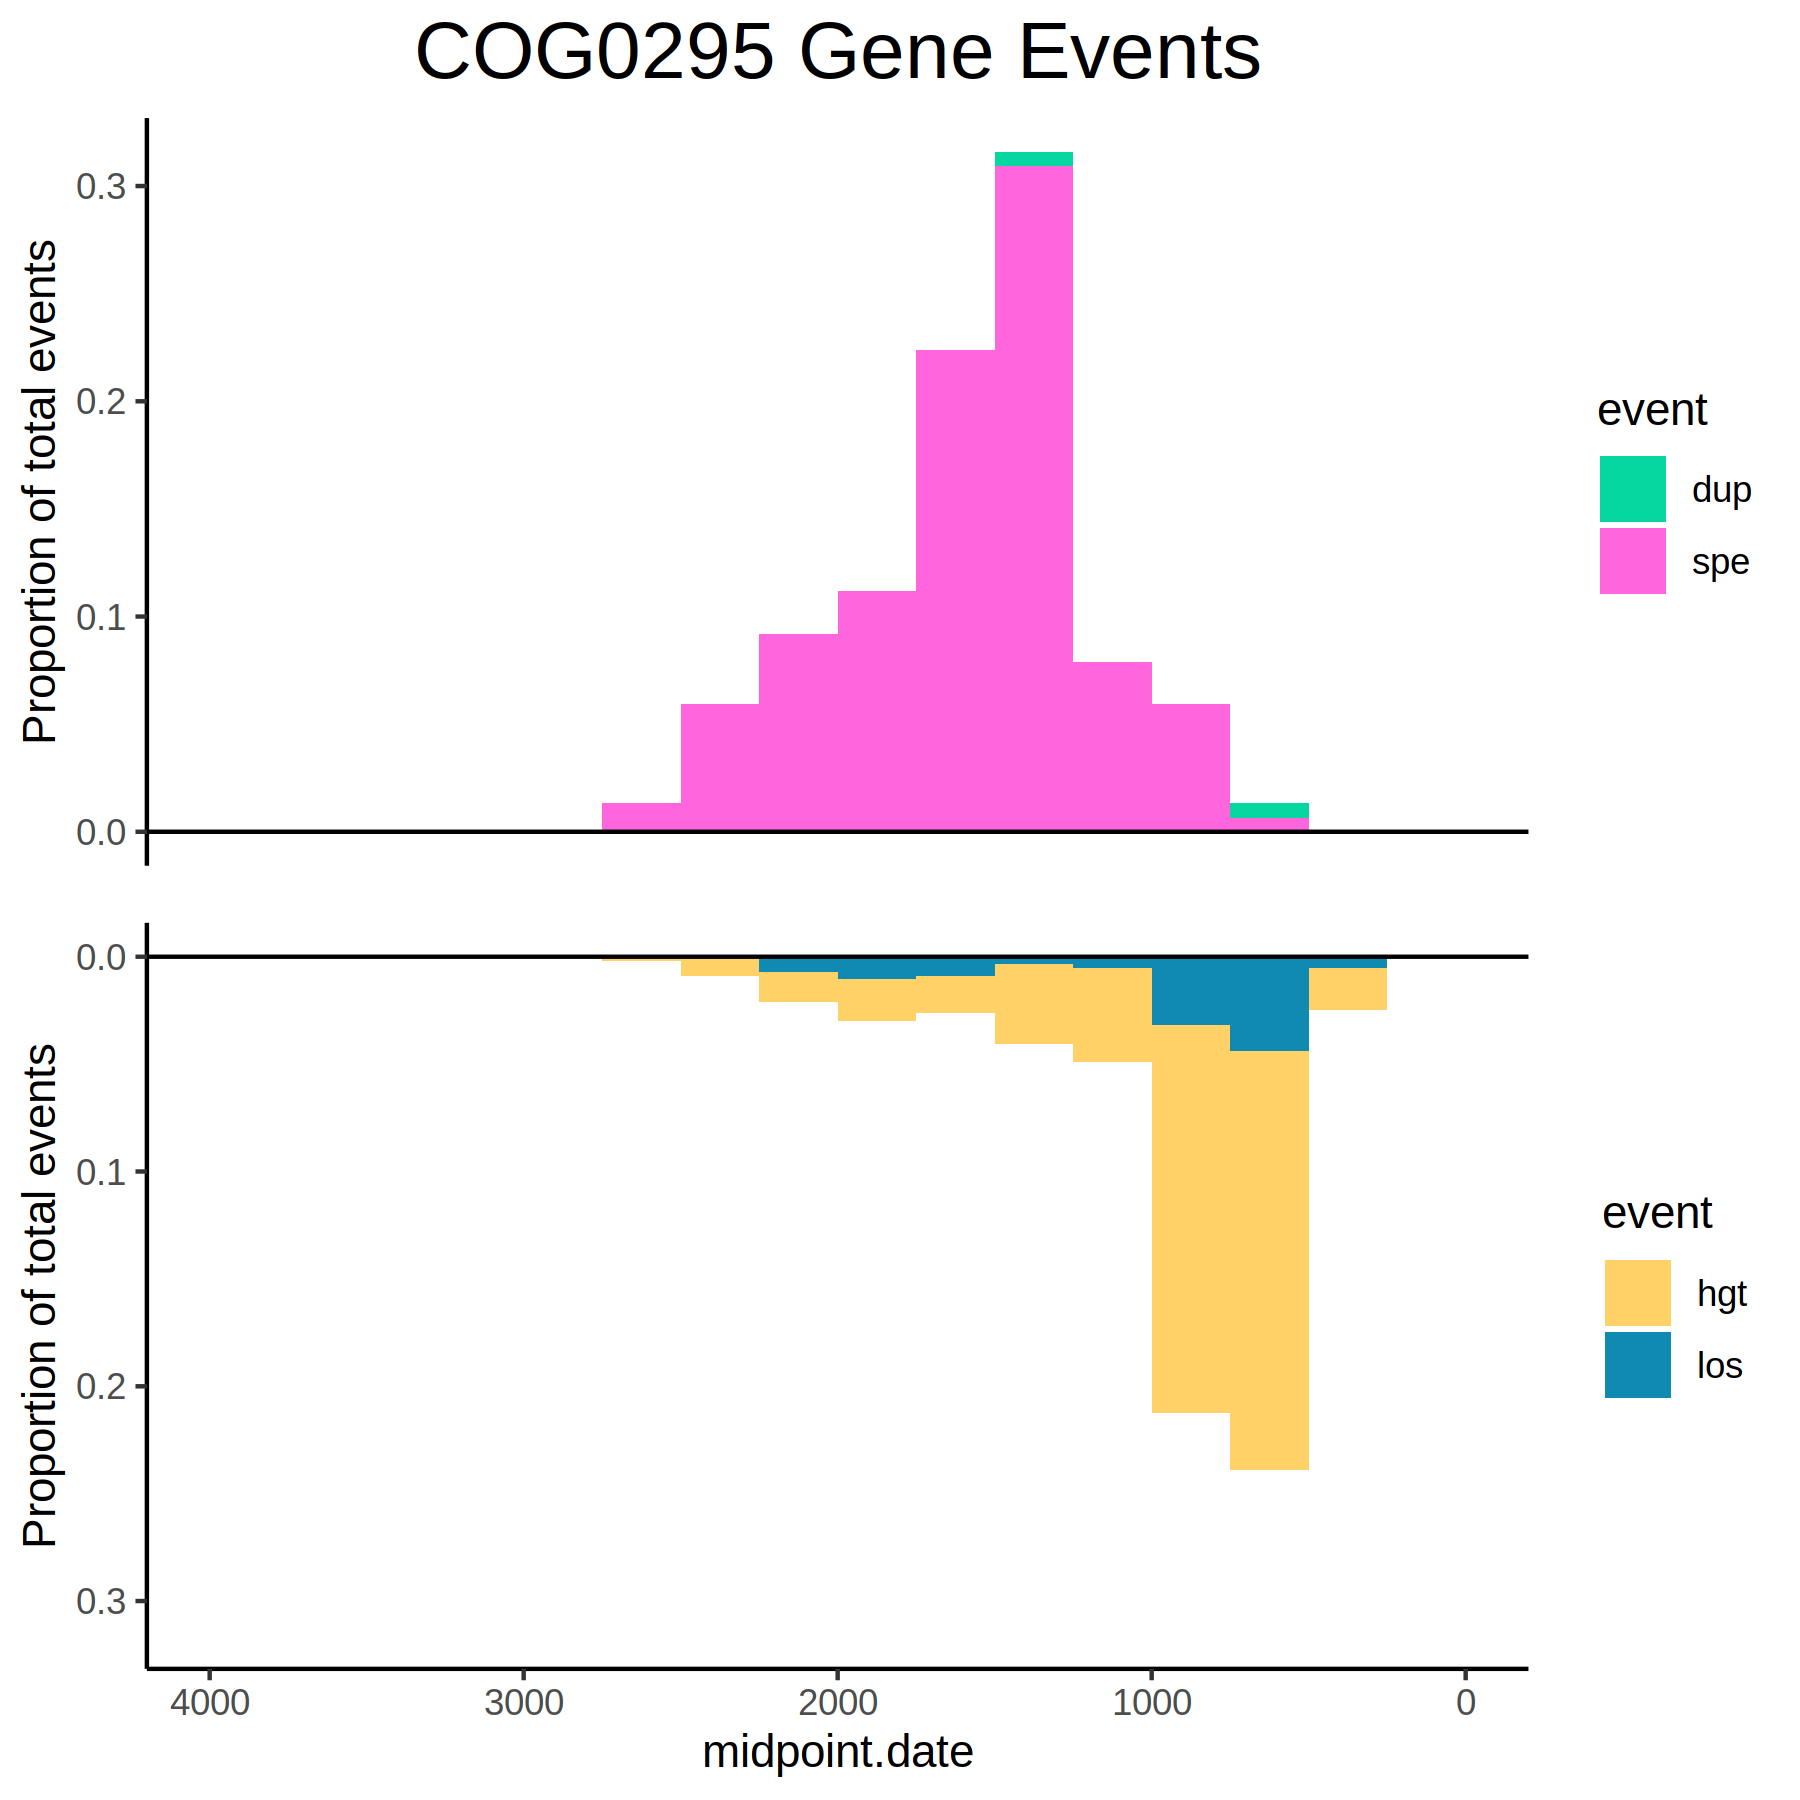 COG0295 Gene Events
Proportion of total events
0.3
0.2
0.1
0.0
event
dup
spe
Proportion of total events
0.0
0.1
0.2
0.3
event
hgt
los
4000 3000 2000 1000 0
midpoint.date